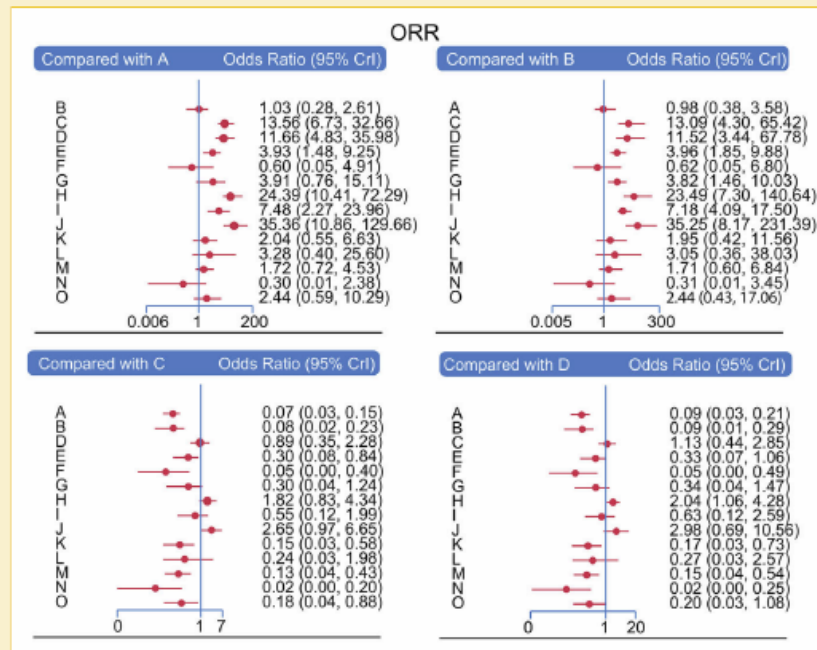 ORR
Compared with A Odds Ratio (95% CrI)
B 1.03 (0.28, 2.61)
C 13.56 (6.73, 32.66)
D 11.66 (4.83, 35.98)
E 3.93 (1.48, 9.25)
F 0.60 (0.05, 4.91)
G 3.91 (0.76, 15.11)
H 24.39 (10.41, 72.29)
I 7.48 (2.27, 23.96)
J 35.36 (10.86, 129.66)
K 2.04 (0.55, 6.63)
L 3.28 (0.40, 25.60)
M 1.72 (0.72, 4.53)
N 0.30 (0.01, 2.38)
O 2.44 (0.59, 10.29)
0.006 1 200
Compared with B Odds Ratio (95% CrI)
A 0.98 (0.38, 3.58)
C 13.09 (4.30, 65.42)
D 11.52 (3.44, 67.78)
E 3.96 (1.85, 9.88)
F 0.62 (0.05, 6.80)
G 3.82 (1.46, 10.03)
H 23.49 (7.30, 140.64)
I 7.18 (4.09, 17.50)
J 35.25 (8.17, 231.39)
K 1.95 (0.42, 11.56)
L 3.05 (0.36, 38.03)
M 1.71 (0.60, 6.84)
N 0.31 (0.01, 3.45)
O 2.44 (0.43, 17.06)
0.005 1 300
Compared with C Odds Ratio (95% CrI)
A 0.07 (0.03, 0.15)
B 0.08 (0.02, 0.23)
D 0.89 (0.35, 2.28)
E 0.30 (0.08, 0.84)
F 0.05 (0.00, 0.40)
G 0.30 (0.04, 1.24)
H 1.82 (0.83, 4.34)
I 0.55 (0.12, 1.99)
J 2.65 (0.97, 6.65)
K 0.15 (0.03, 0.58)
L 0.24 (0.03, 1.98)
M 0.13 (0.04, 0.43)
N 0.02 (0.00, 0.20)
O 0.18 (0.04, 0.88)
0 1 7
Compared with D Odds Ratio (95% CrI)
A 0.09 (0.03, 0.21)
B 0.09 (0.01, 0.29)
C 1.13 (0.44, 2.85)
E 0.33 (0.07, 1.06)
F 0.05 (0.00, 0.49)
G 0.34 (0.04, 1.47)
H 2.04 (1.06, 4.28)
I 0.63 (0.12, 2.59)
J 2.98 (0.69, 10.56)
K 0.17 (0.03, 0.73)
L 0.27 (0.03, 2.57)
M 0.15 (0.04, 0.54)
N 0.02 (0.00, 0.25)
O 0.20 (0.03, 1.08)
0 1 20